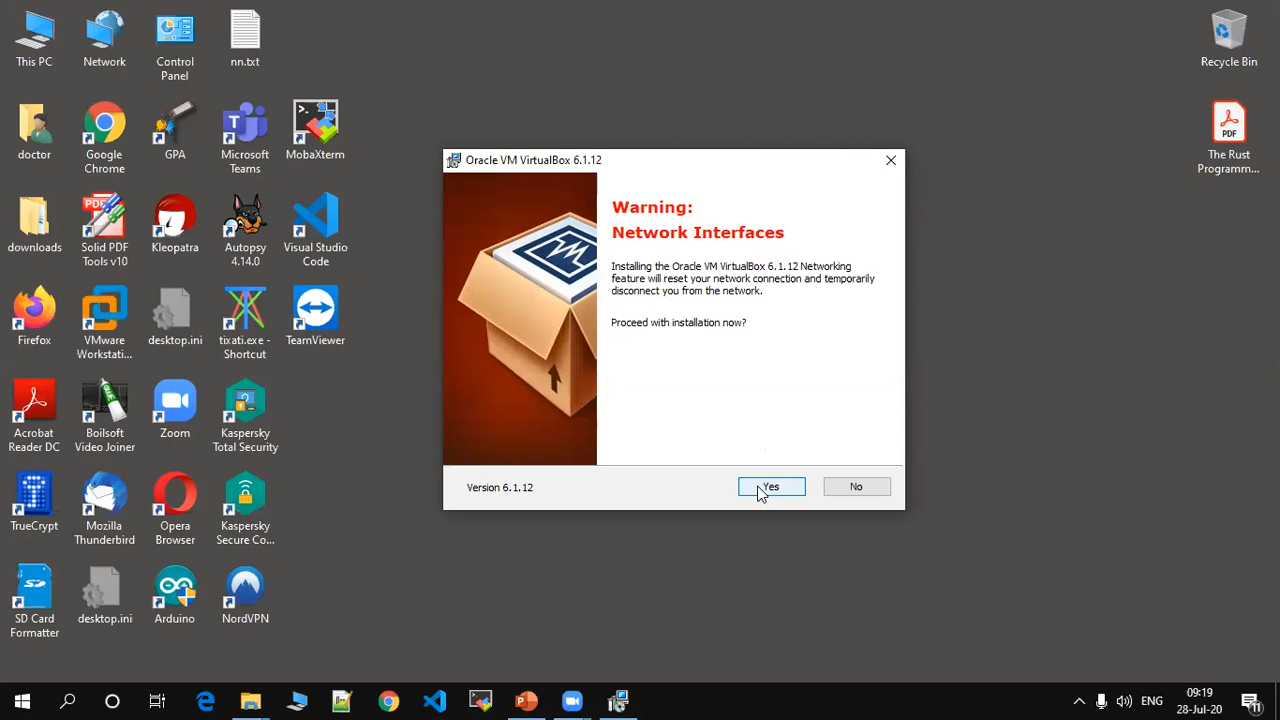 This PC
Network
Control
Panel
nn.txt
Recycle Bin
doctor
Google
Chrome
GPA
Microsoft
Teams
MobaXterm
PDF
The Rust
Programm...
downloads
PDF
Solid PDF
Tools v10
Kleopatra
Autopsy
4.14.0
Visual Studio
Code
Firefox
VMware
Workstati...
desktop.ini
tixati.exe -
Shortcut
TeamViewer
Acrobat
Reader DC
Boilsoft
Video Joiner
Zoom
Kaspersky
Total Security
TrueCrypt
Mozilla
Thunderbird
Opera
Browser
Kaspersky
Secure Co...
SD Card
Formatter
desktop.ini
Arduino
NordVPN
Oracle VM VirtualBox 6.1.12
Warning:
Network Interfaces
Installing the Oracle VM VirtualBox 6.1.12 Networking
feature will reset your network connection and temporarily
disconnect you from the network.
Proceed with installation now?
Version 6.1.12
Yes
No
ENG
09:19
28-Jul-20
11